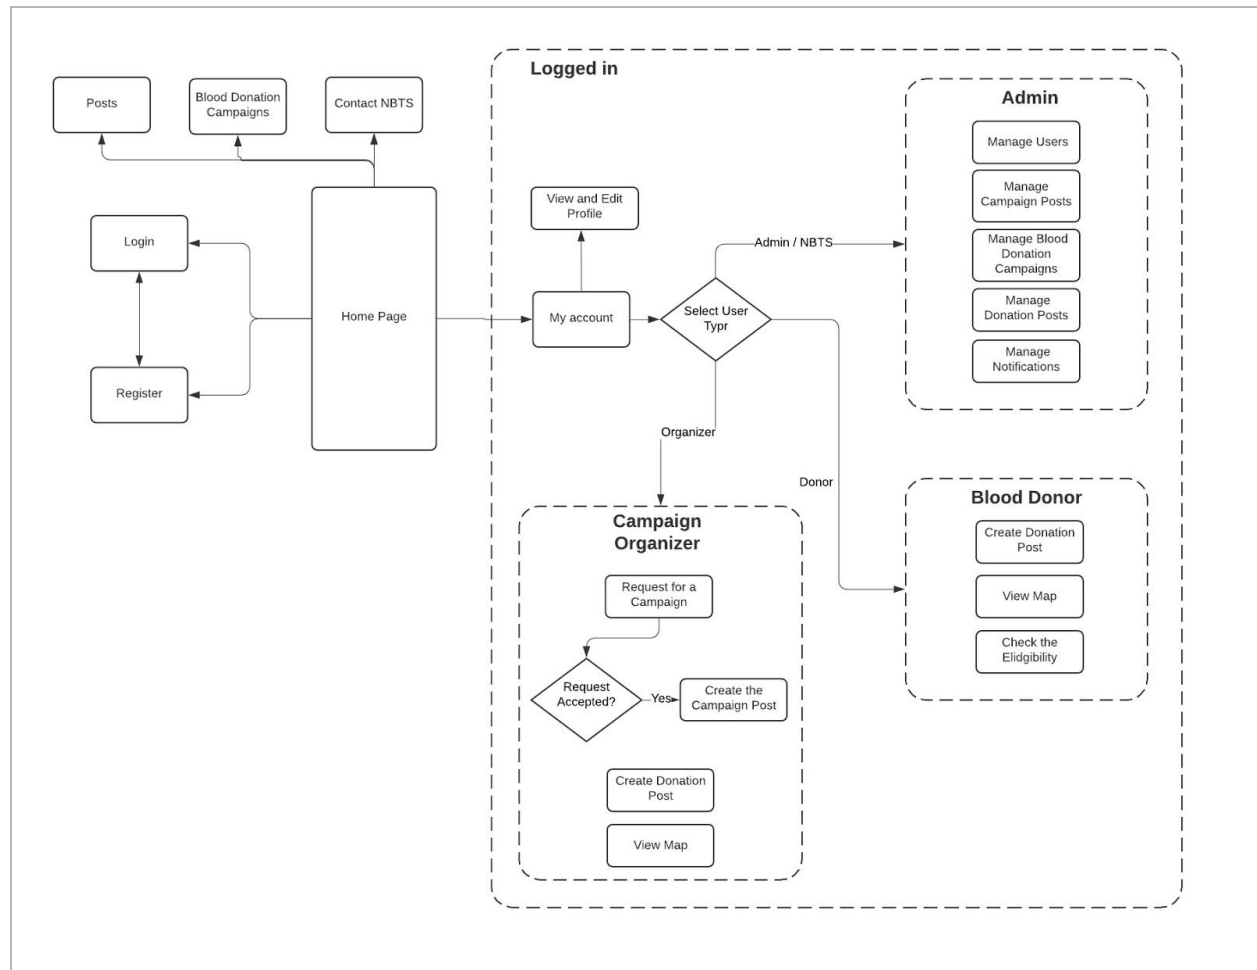 Logged in
Posts
Blood Donation
Campaigns
Contact NBTS
Login
Register
Home Page
View and Edit
Profile
My account
Select User
Typr
Admin / NBTS
Organizer
Donor
Admin
Manage Users
Manage
Campaign Posts
Manage Blood
Donation
Campaigns
Manage
Donation Posts
Manage
Notifications
Campaign
Organizer
Request for a
Campaign
Request
Accepted?
Yes
Create the
Campaign Post
Create Donation
Post
View Map
Blood Donor
Create Donation
Post
View Map
Check the
Elidgibility